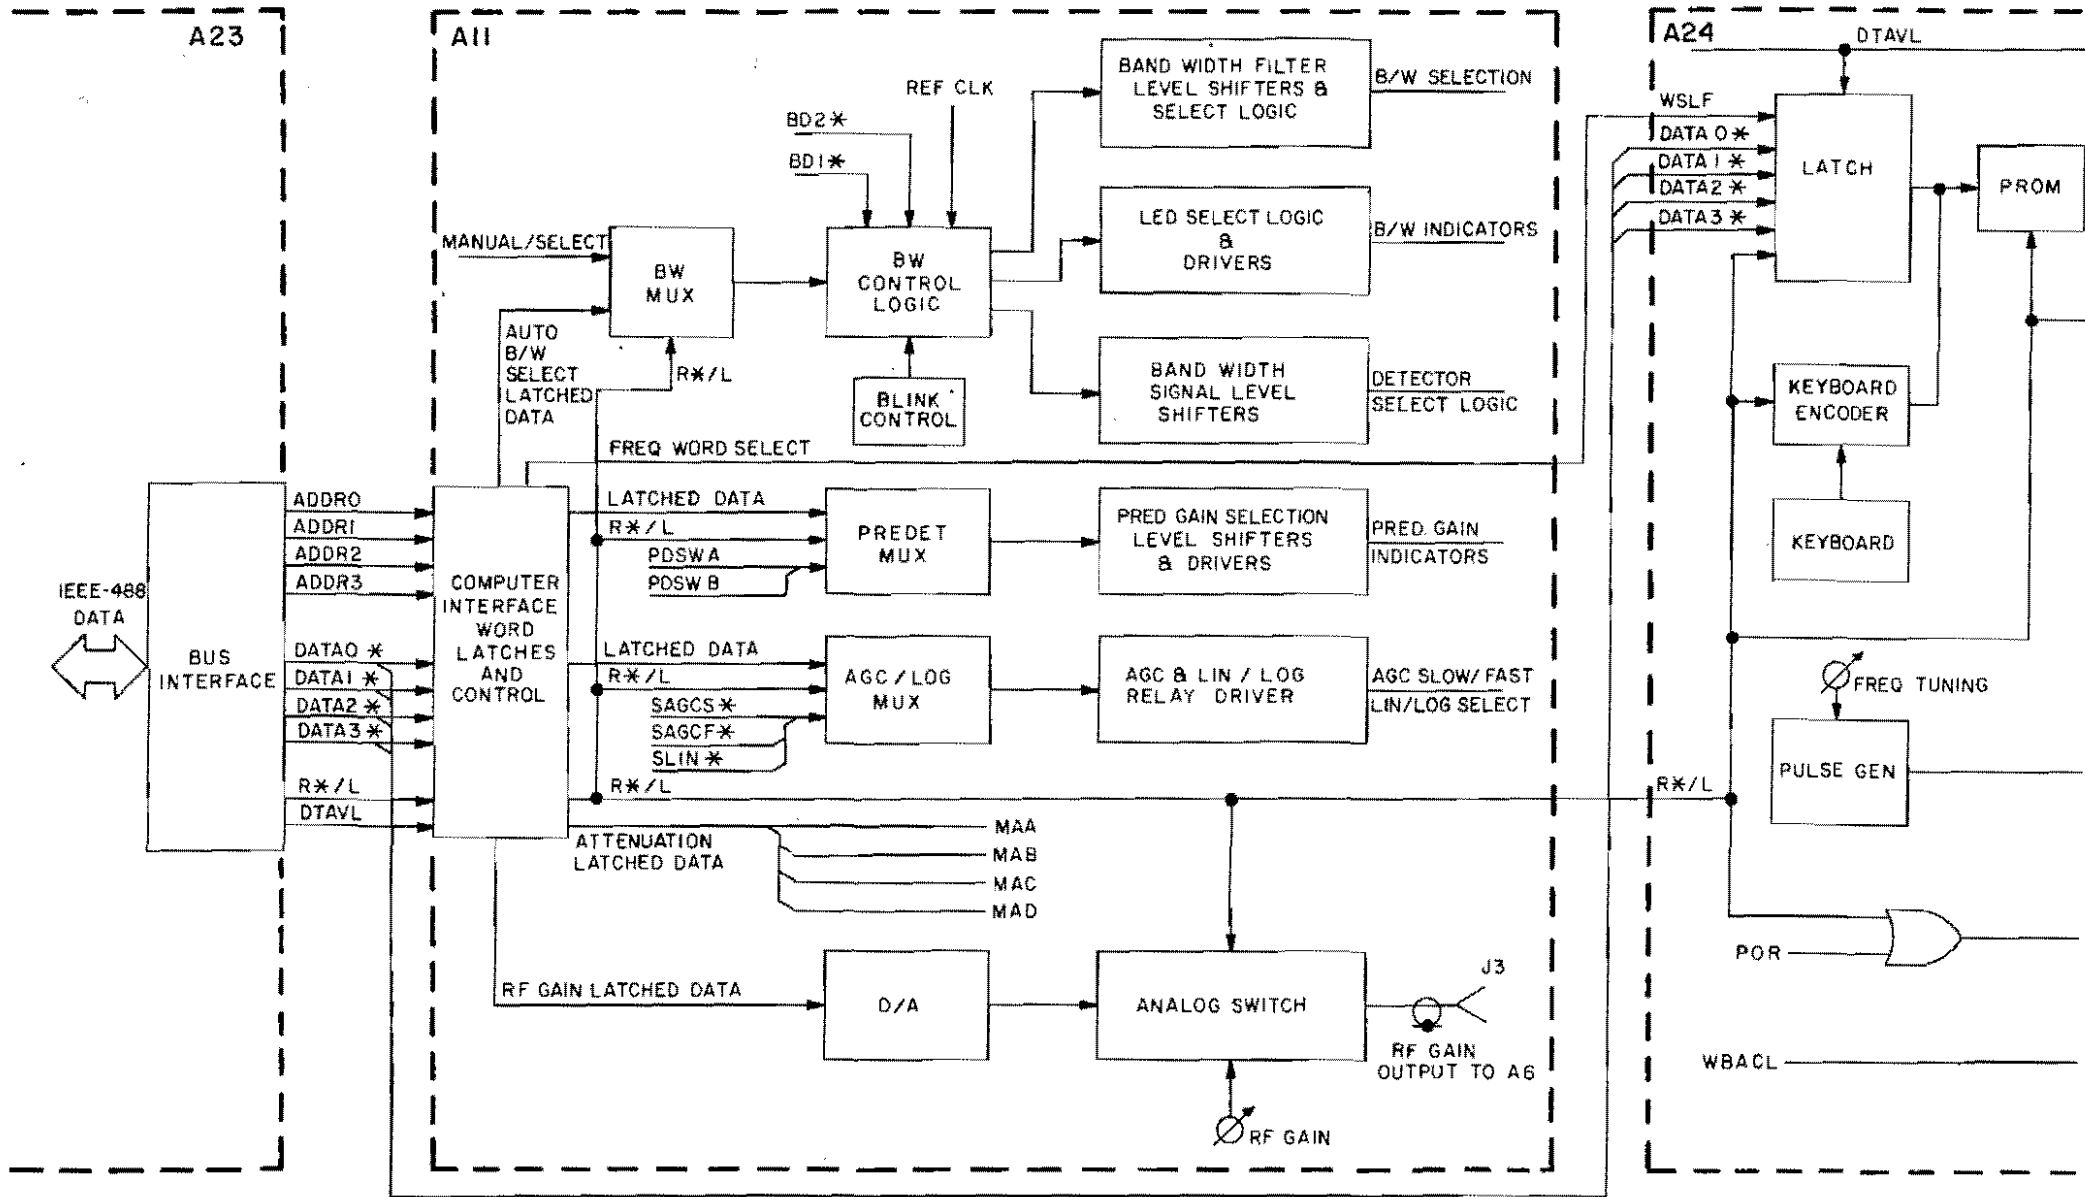 A23
A11
A24
DTAVL
BAND WIDTH FILTER
LEVEL SHIFTERS &
SELECT LOGIC
B/W SELECTION
REF CLK
BD2*
BD1*
WSLF
DATA 0*
DATA 1*
DATA2*
DATA3*
LATCH
PROM
LED SELECT LOGIC
&
DRIVERS
B/W INDICATORS
MANUAL/SELECT
BW
MUX
BW
CONTROL
LOGIC
AUTO
B/W
SELECT
LATCHED
DATA
R*/L
BLINK
CONTROL
BAND WIDTH
SIGNAL LEVEL
SHIFTERS
DETECTOR
SELECT LOGIC
KEYBOARD
ENCODER
KEYBOARD
FREQ WORD SELECT
ADDR0
ADDR1
ADDR2
ADDR3
IEEE-488
DATA
BUS
INTERFACE
DATA0*
DATA1*
DATA2*
DATA3*
R*/L
DTAVL
COMPUTER
INTERFACE
WORD
LATCHES
AND
CONTROL
LATCHED DATA
R*/L
PDSWA
PDSWB
PREDET
MUX
PRED GAIN SELECTION
LEVEL SHIFTERS
& DRIVERS
PRED. GAIN
INDICATORS
LATCHED DATA
R*/L
SAGCS*
SAGCF*
SLIN*
AGC/LOG
MUX
AGC & LIN / LOG
RELAY DRIVER
AGC SLOW/FAST
LIN/LOG SELECT
FREQ TUNING
PULSE GEN
R*/L
R*/L
ATTENUATION
LATCHED DATA
MAA
MAB
MAC
MAD
POR
RF GAIN LATCHED DATA
D/A
ANALOG SWITCH
J3
RF GAIN
OUTPUT TO A6
RF GAIN
WBACL